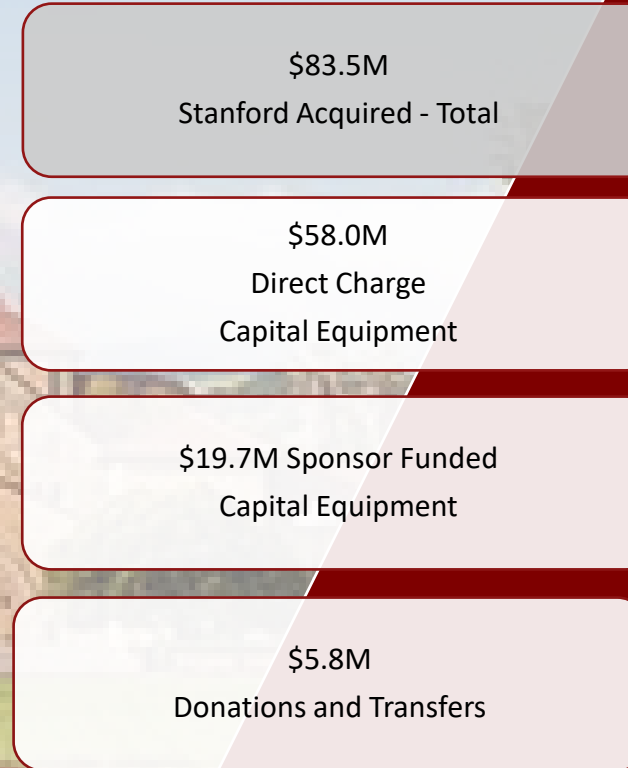 $83.5M
Stanford Acquired - Total
$58.0M
Direct Charge
Capital Equipment
$19.7M Sponsor Funded
Capital Equipment
$5.8M
Donations and Transfers